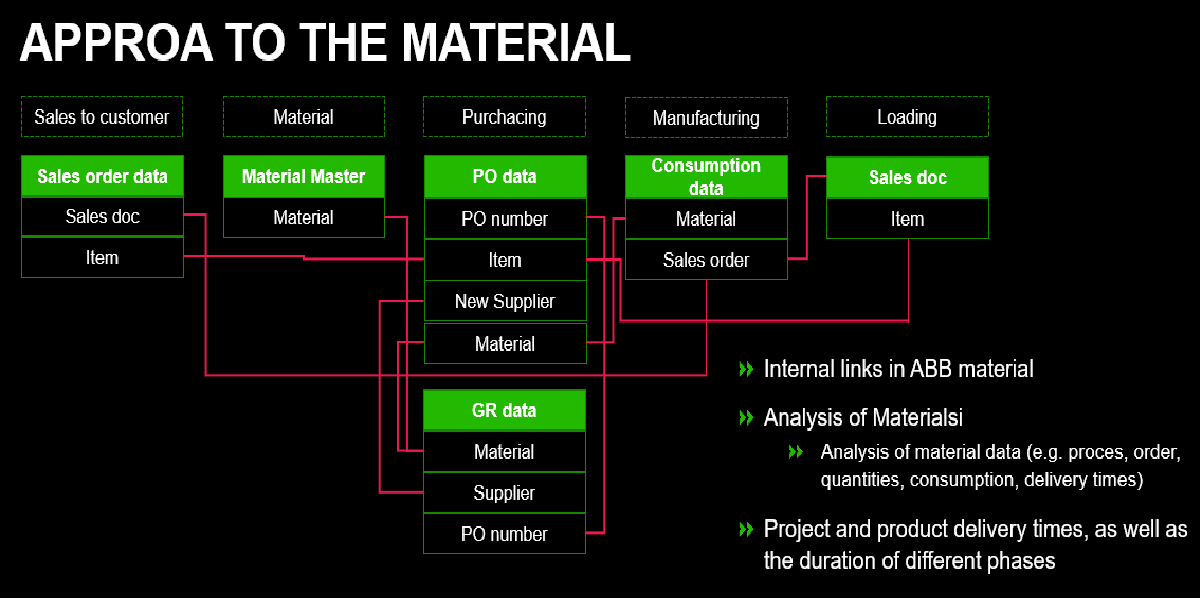 APPROA TO THE MATERIAL
Sales to customer
Material
Purchacing
Manufacturing
Loading
Sales order data
Sales doc
Item
Material Master
Material
PO data
PO number
Item
New Supplier
Material
GR data
Material
Supplier
PO number
Consumption
data
Material
Sales order
Sales doc
Item
Internal links in ABB material
Analysis of Materialsi
Analysis of material data (e.g. proces, order,
quantities, consumption, delivery times)
Project and product delivery times, as well as
the duration of different phases